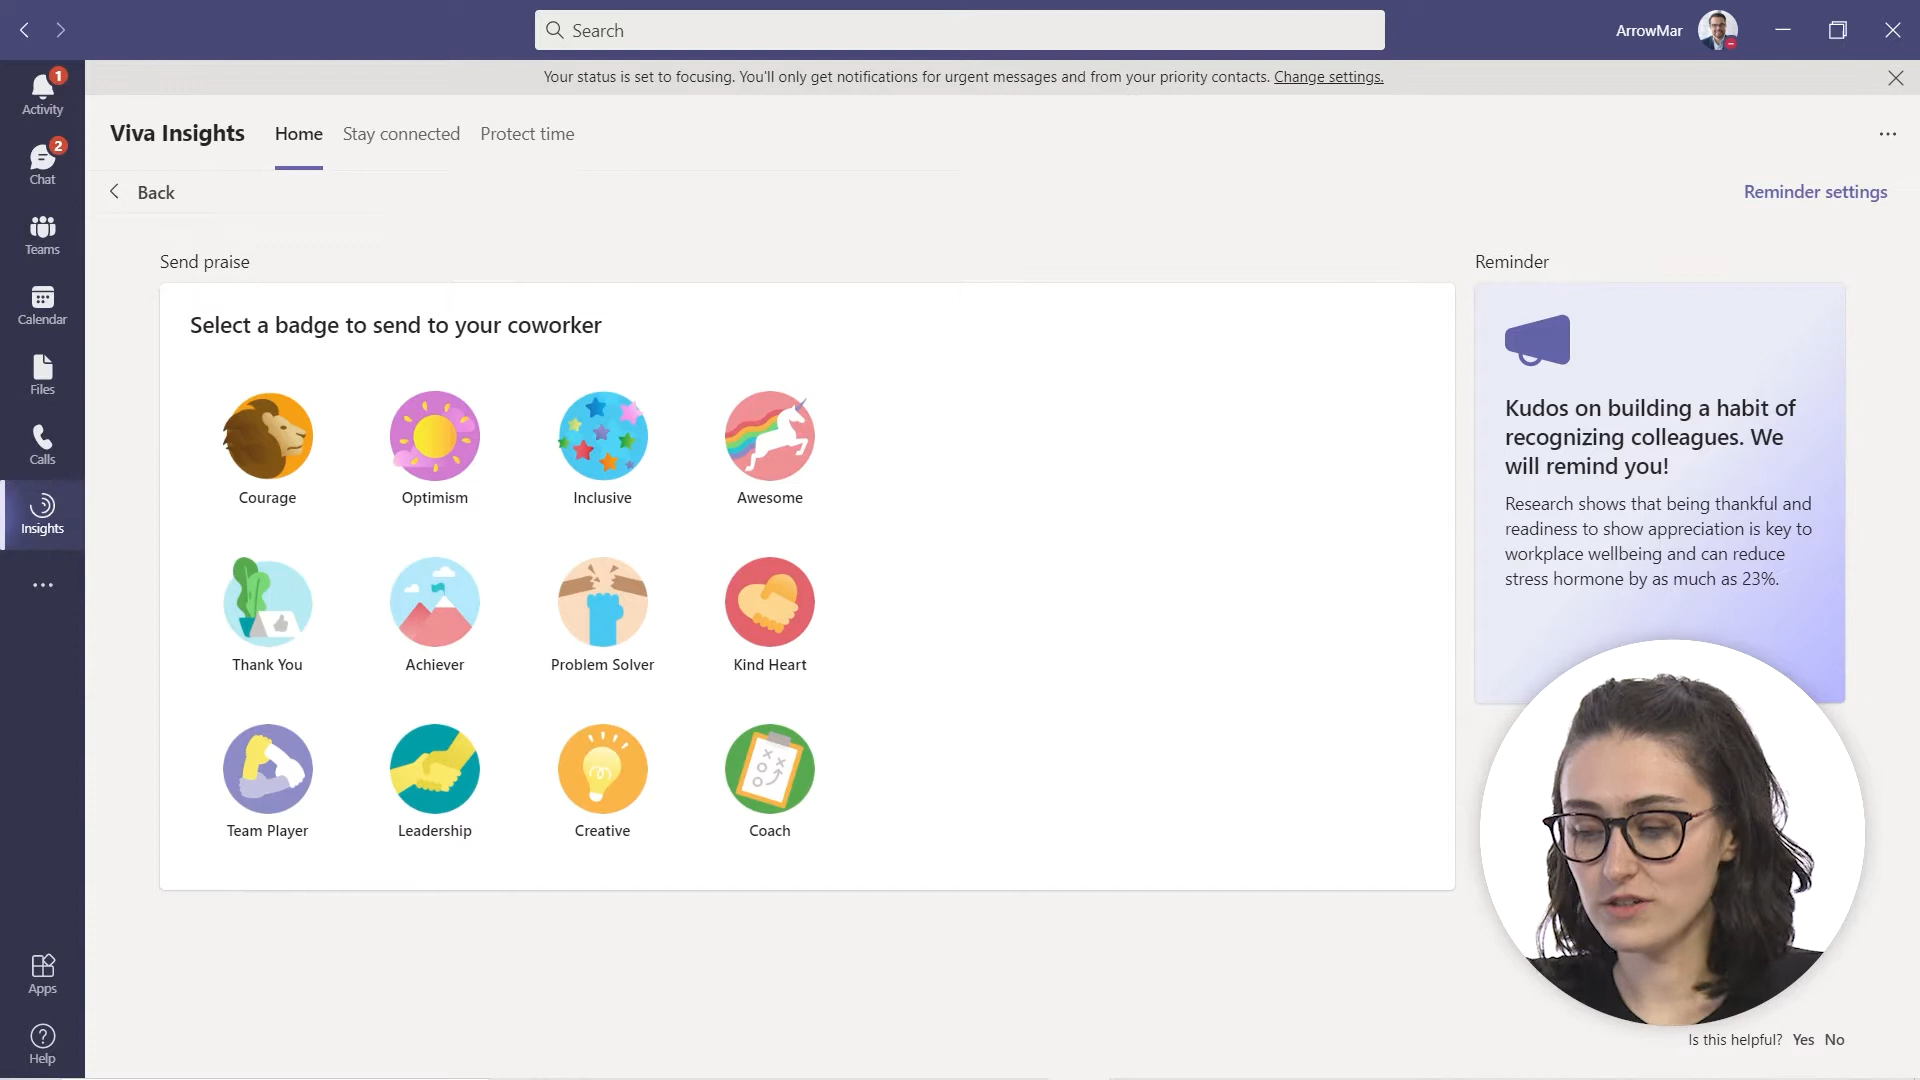 Search
ArrowMar
Your status is set to focusing. You'll only get notifications for urgent messages and from your priority contacts. Change settings.
1
Activity
2
Chat
Teams
Calendar
Files
Calls
Insights
Apps
Help
Viva Insights
Home
Stay connected
Protect time
Back
Reminder settings
Send praise
Select a badge to send to your coworker
Courage
Optimism
Inclusive
Awesome
Thank You
Achiever
Problem Solver
Kind Heart
Team Player
Leadership
Creative
Coach
Reminder
Kudos on building a habit of
recognizing colleagues. We
will remind you!
Research shows that being thankful and
readiness to show appreciation is key to
workplace wellbeing and can reduce
stress hormone by as much as 23%.
Is this helpful? Yes No